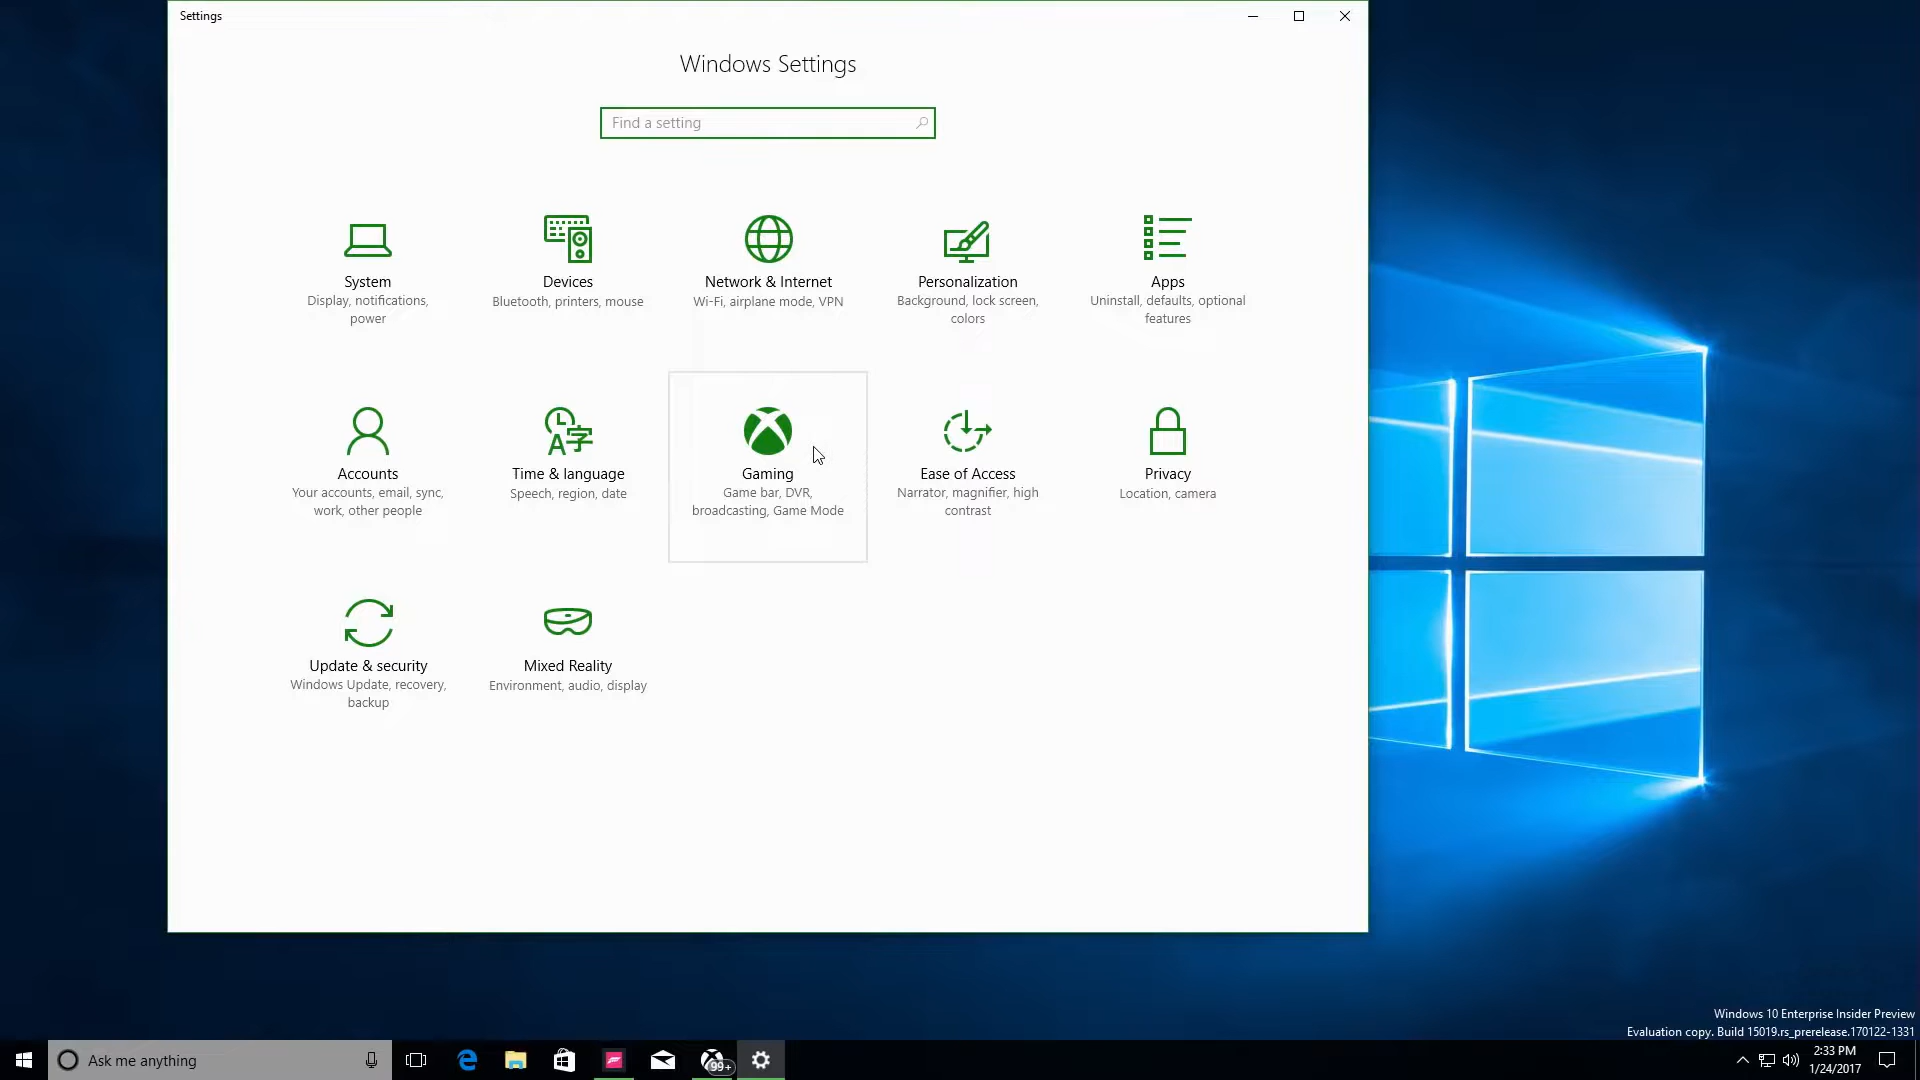 Settings
Windows Settings
Find a setting
System
Display, notifications,
power
Devices
Bluetooth, printers, mouse
Network & Internet
Wi-Fi, airplane mode, VPN
Personalization
Background, lock screen,
colors
Apps
Uninstall, defaults, optional
features
Accounts
Your accounts, email, sync,
work, other people
Time & language
Speech, region, date
Gaming
Game bar, DVR,
broadcasting, Game Mode
Ease of Access
Narrator, magnifier, high
contrast
Privacy
Location, camera
Update & security
Windows Update, recovery,
backup
Mixed Reality
Environment, audio, display
Windows 10 Enterprise Insider Preview
Evaluation copy. Build 15019.rs_prerelease.170122-1331
Ask me anything
99+
2:33 PM
1/24/2017